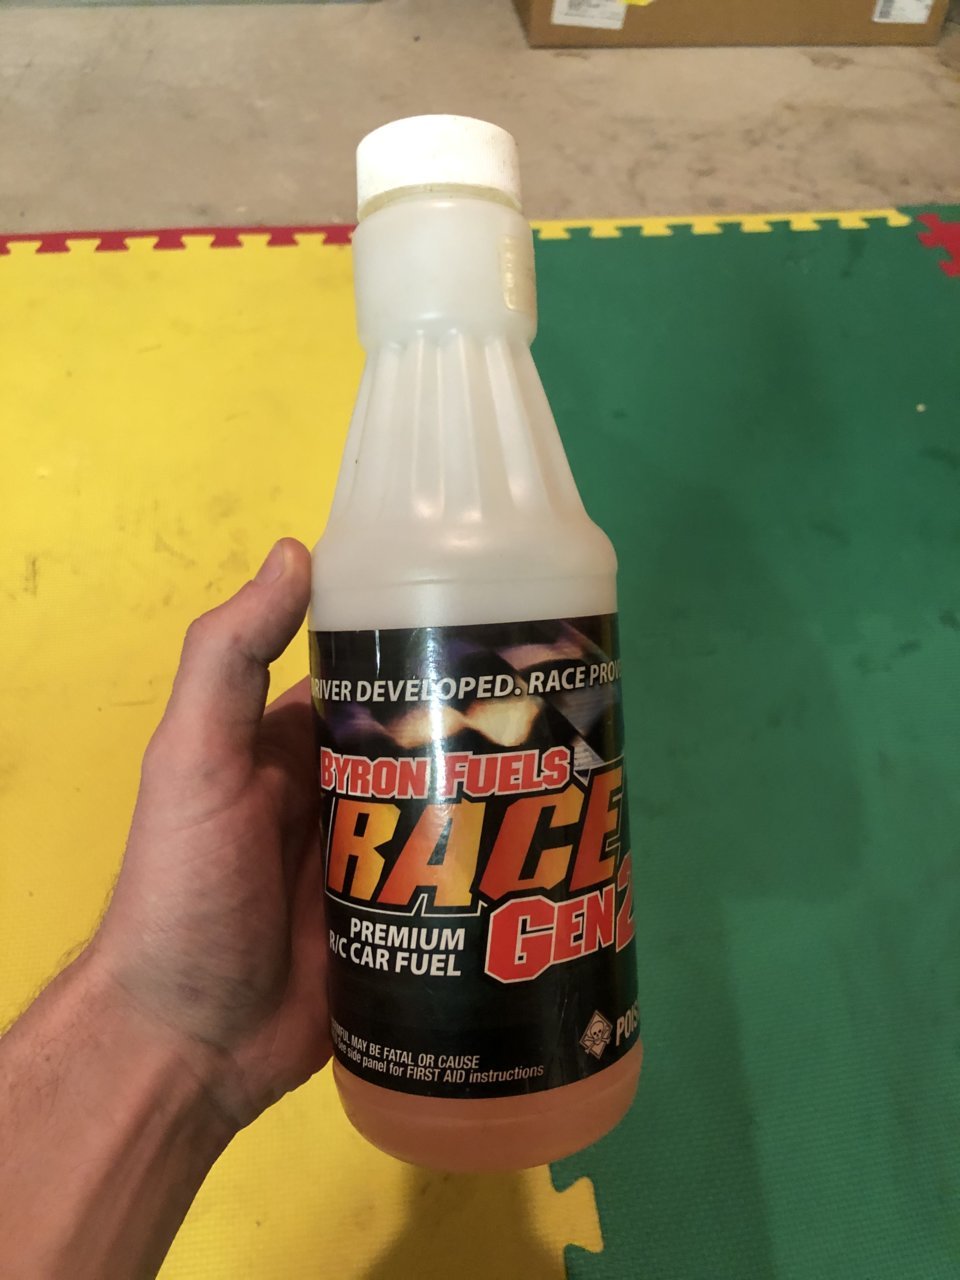 DRIVER DEVELOPED. RACE PROV
BYRON FUELS
RACE
GEN2
PREMIUM
R/C CAR FUEL
POIS
MAY BE FATAL OR CAUSE
See side panel for FIRST AID instructions